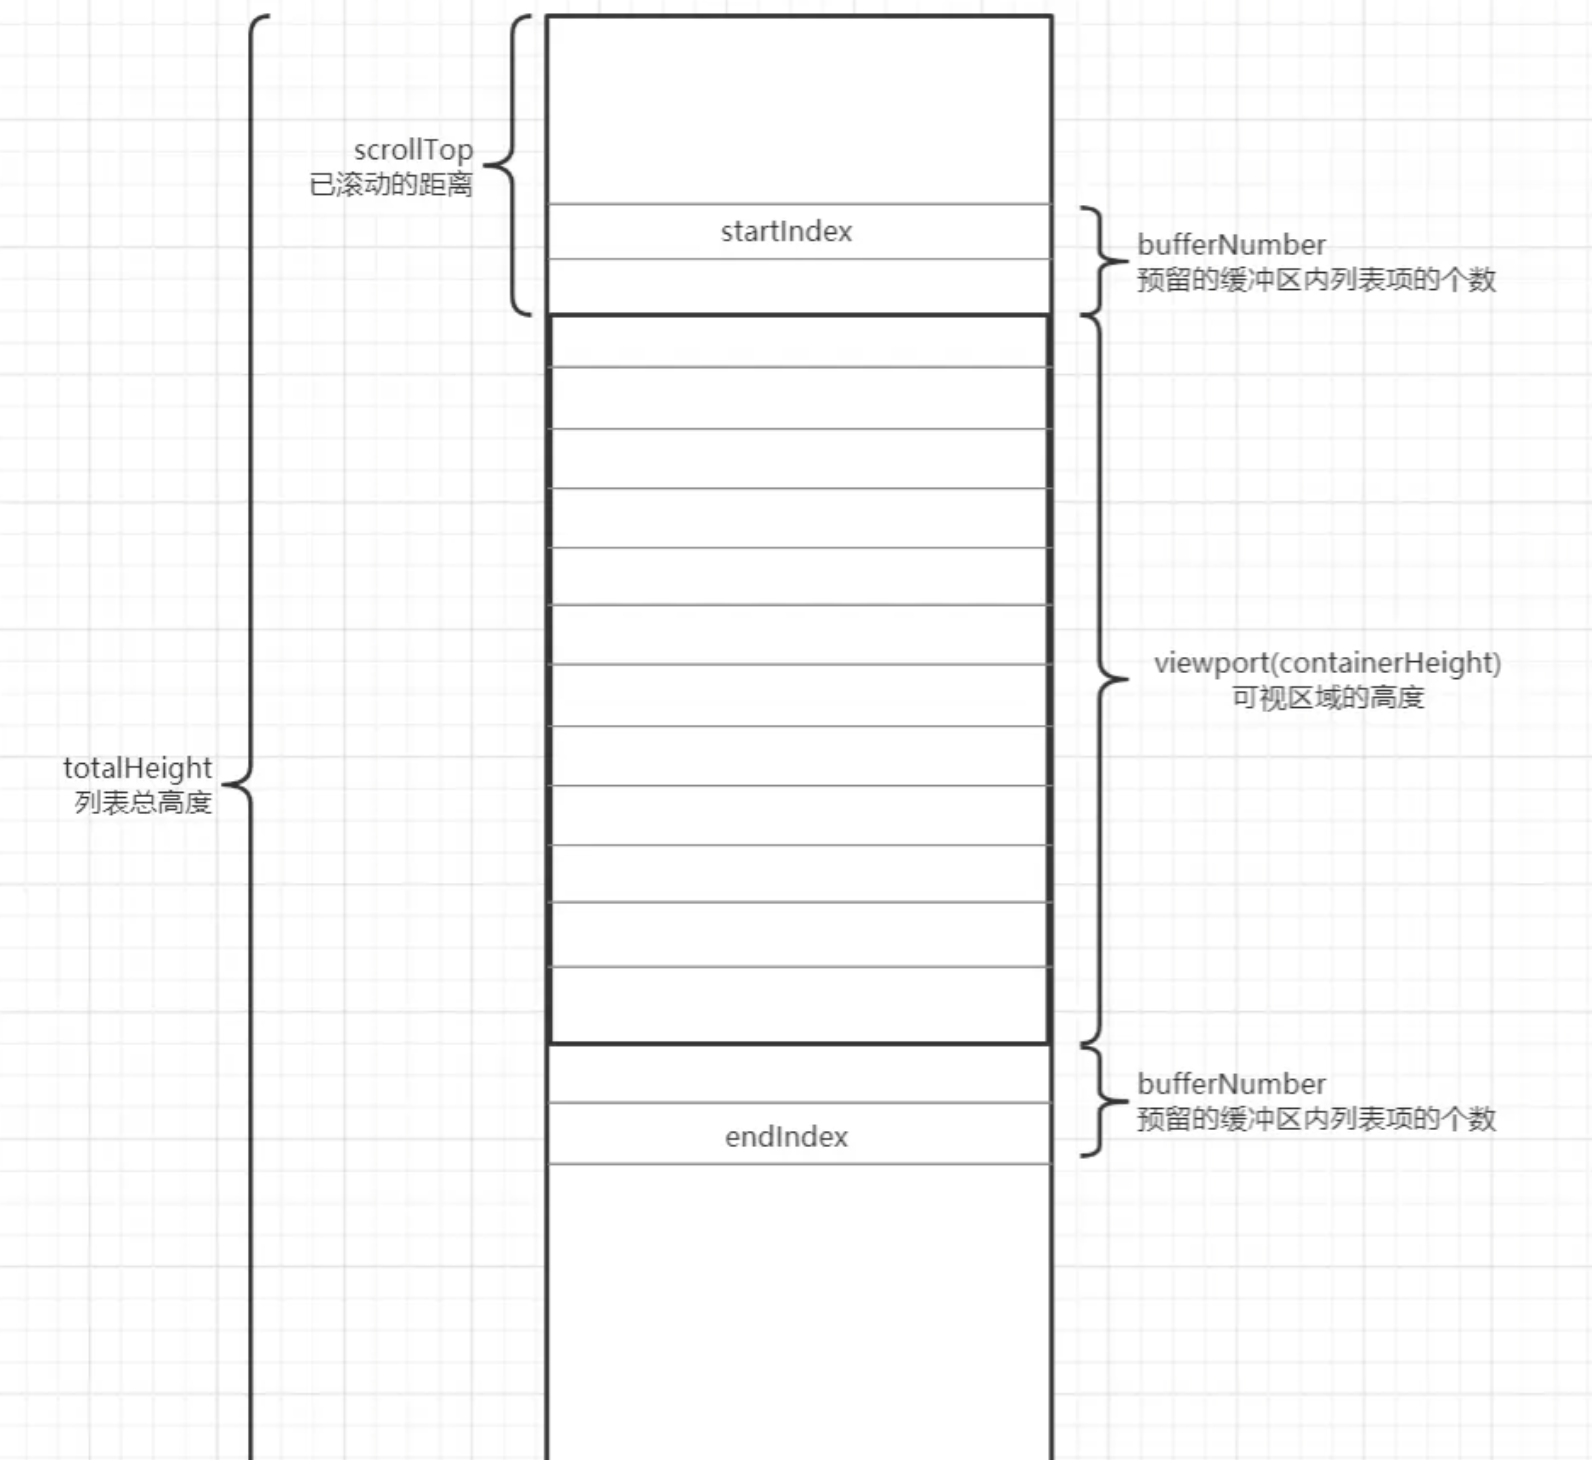 scrollTop
已滚动的距离
startIndex
bufferNumber
预留的缓冲区内列表项的个数
viewport(containerHeight)
可视区域的高度
totalHeight
列表总高度
bufferNumber
预留的缓冲区内列表项的个数
endIndex